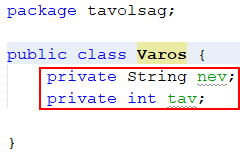 package tavolsag;
public class Varos {
private String nev;
private int tav;
}